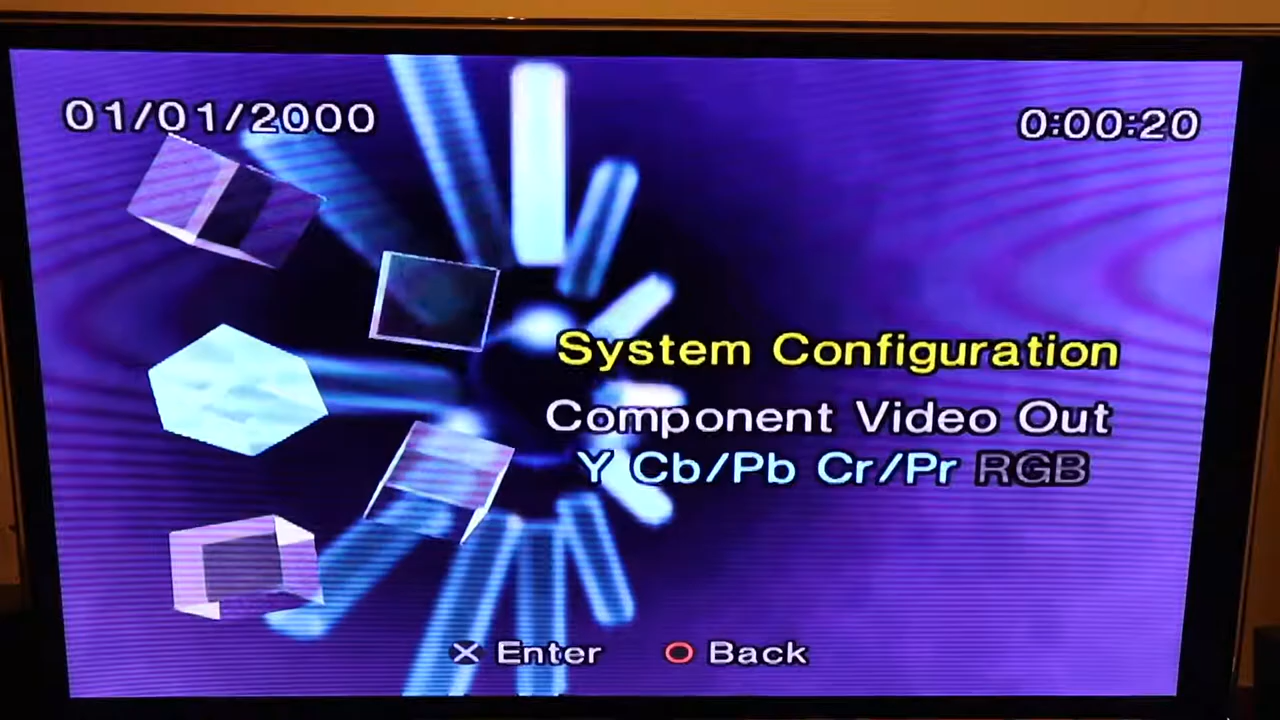 01/01/2000
0:00:20
System Configuration
Component Video Out
Y Cb/Pb Cr/Pr RGB
Enter
Back